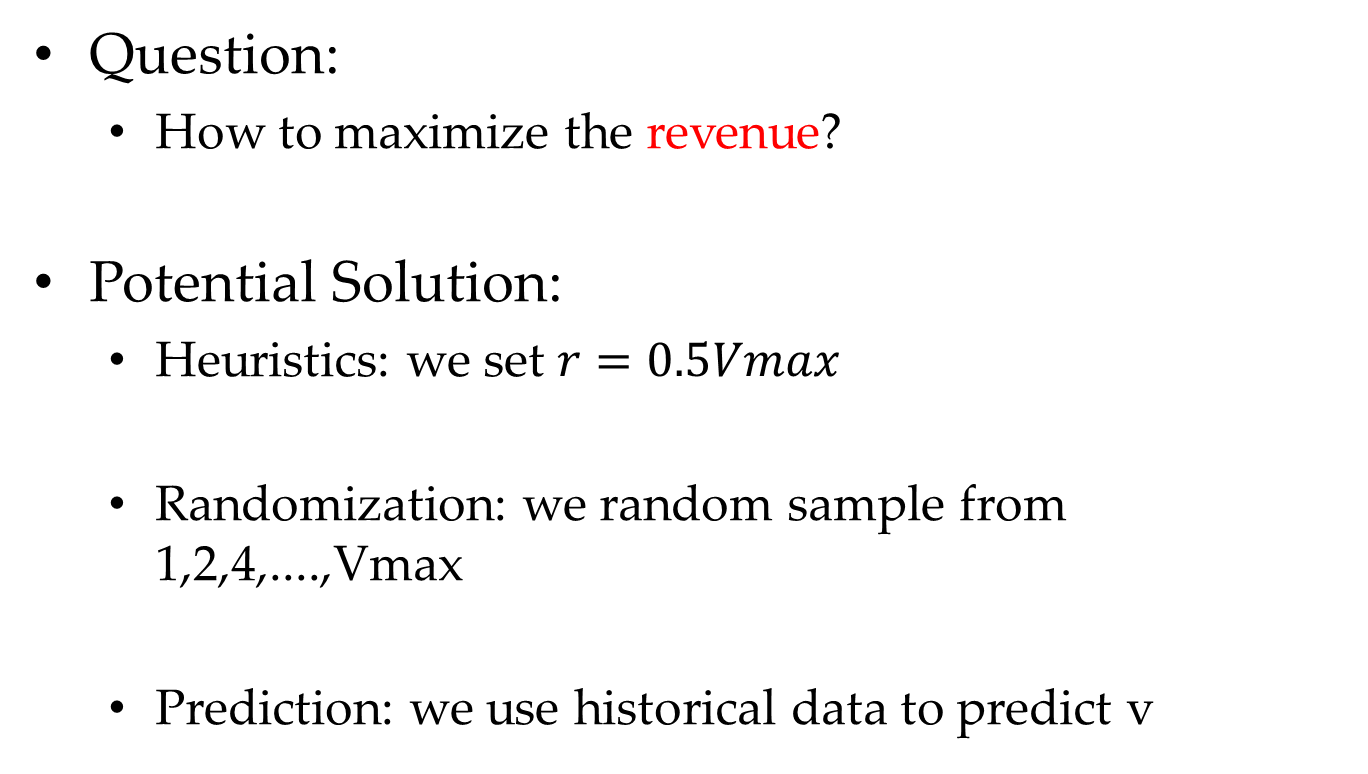 • Question:
• How to maximize the revenue?
• Potential Solution:
• Heuristics: we set r = 0.5Vmax
• Randomization: we random sample from
1,2,4,....,Vmax
• Prediction: we use historical data to predict v